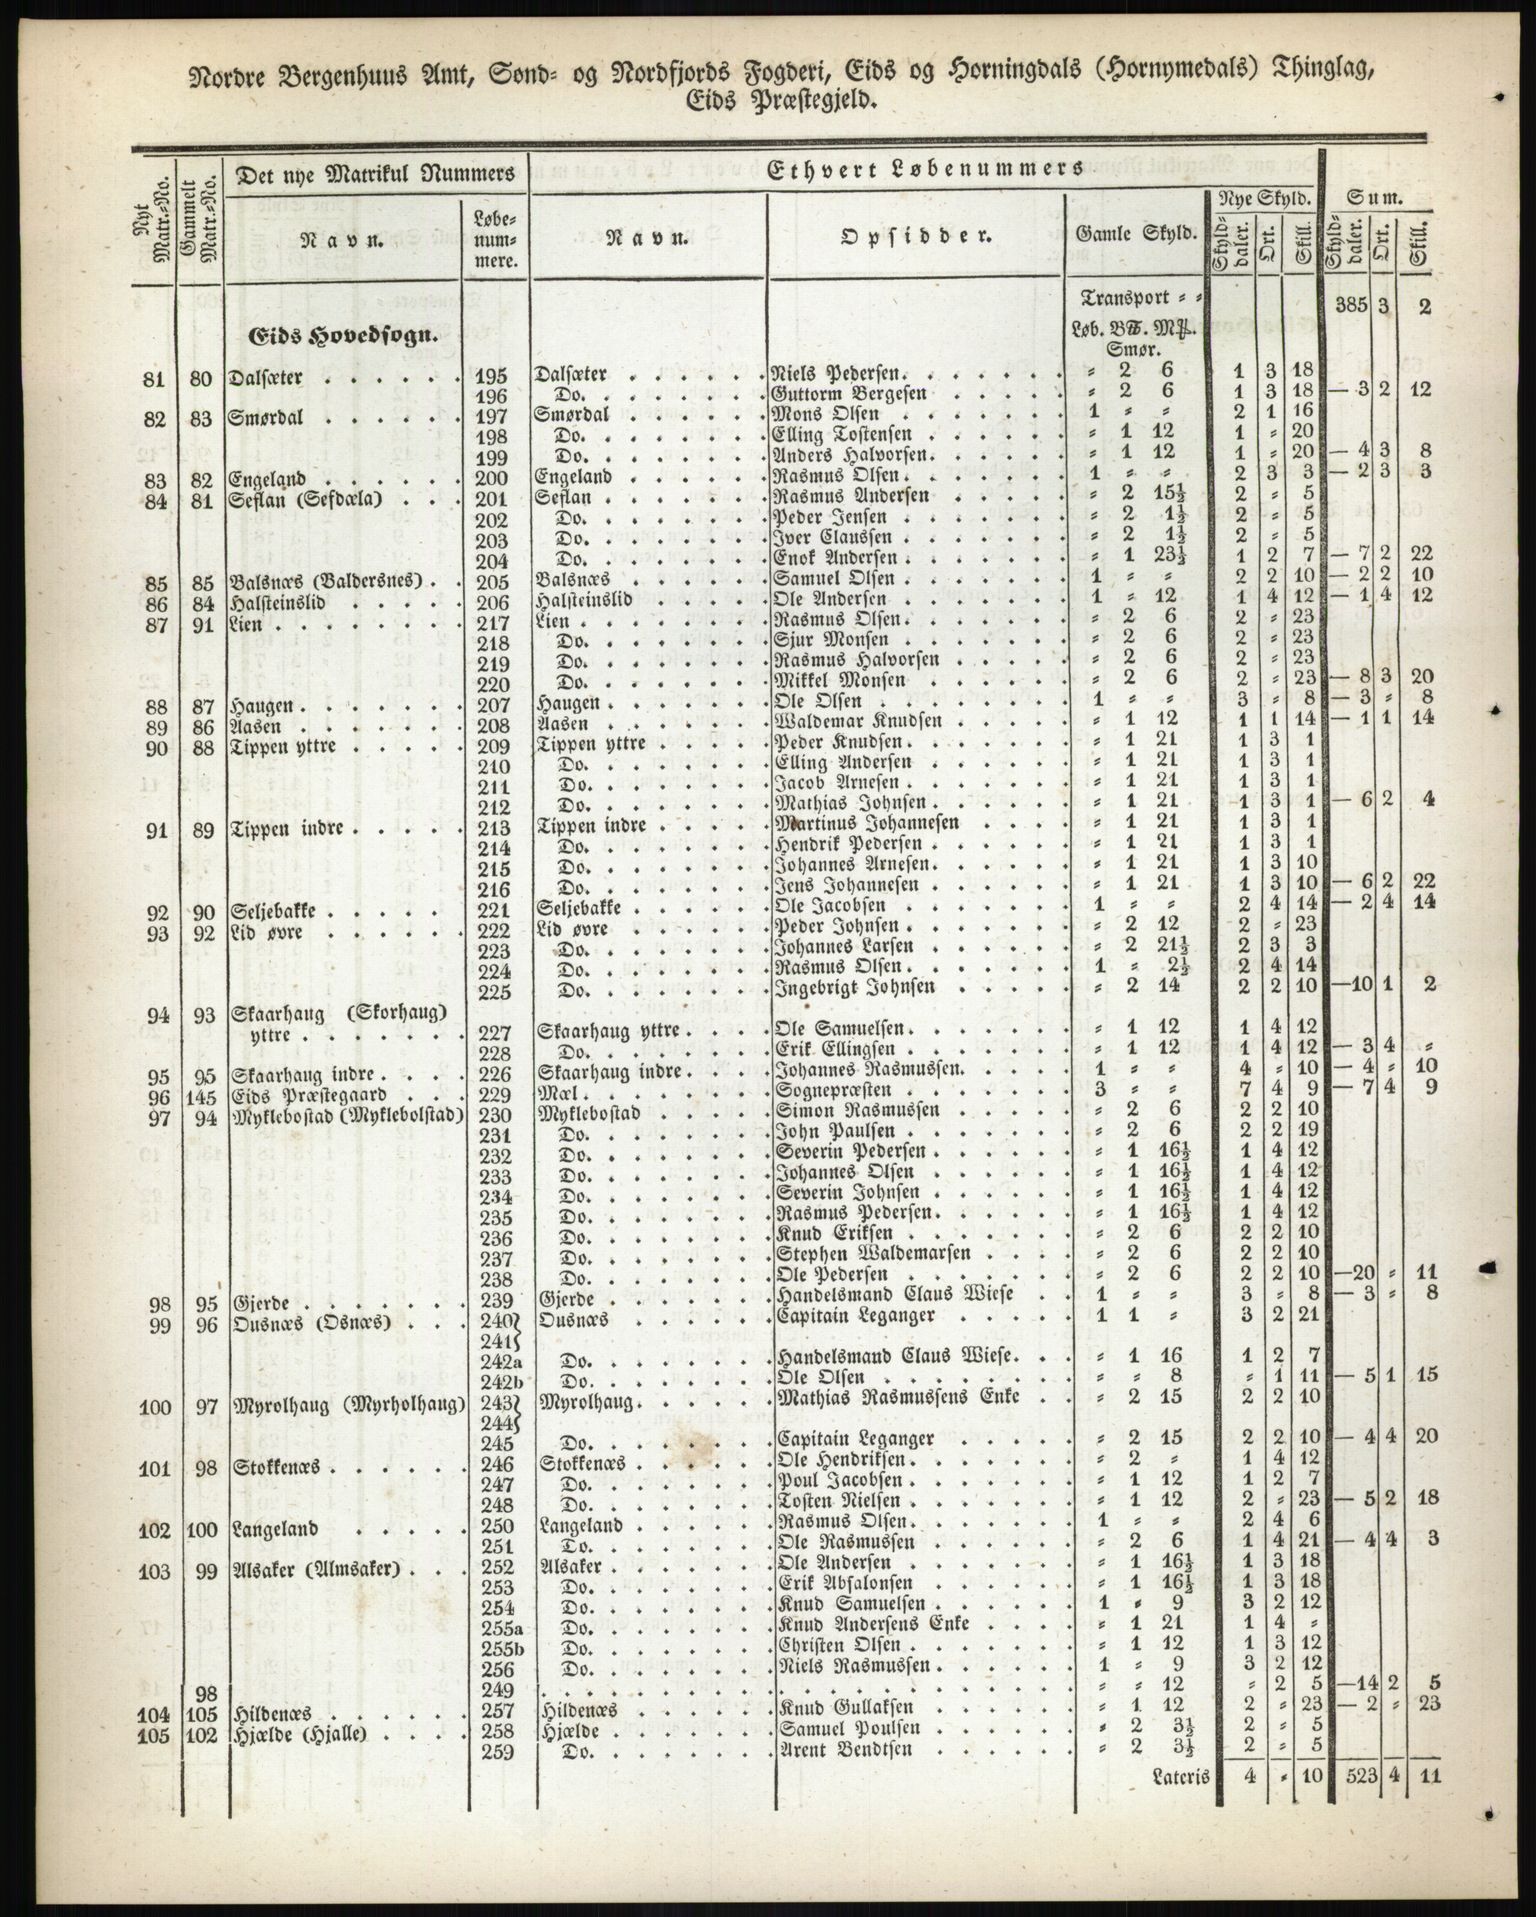 Nordre Bergenhuus Amt, Sønd- og Nordfjords Fogderi, Eids og Horningdals (Hornymedals) Thinglag,
Eids Præstegjeld.
Nyt Matr.-No. Gammelt Matr.-No. Det nye Matrikul Nummers Ethvert Løbenummers
Nye Skyld. Sum.
Navn. Løbe-nummere. Navn. Opsidder. Gamle Skyld. Skylddaler. Ort. Skill. Skylddaler. Ort. Skill.
Transport - - 385 3 2
Eids Hovedsogn. Løb. B℔. M℔.
Smør.
81 80 Dalsæter 195 Dalsæter Niels Pedersen - 2 6 1 3 18
196 Do. Guttorm Bergesen - 2 6 1 3 18 — 3 2 12
82 83 Smørdal 197 Smørdal Mons Olsen 1 - - 2 1 16
198 Do. Elling Tostensen - 1 12 1 - 20
199 Do. Anders Halvorsen - 1 12 1 - 20 — 4 3 8
83 82 Engeland 200 Engeland Rasmus Olsen 1 - - 2 3 3 — 2 3 3
84 81 Seflan (Sefdæla) 201 Seflan Rasmus Andersen - 2 15½ 2 - 5
202 Do. Peder Jensen - 2 1½ 2 - 5
203 Do. Iver Claussen - 2 1½ 2 - 5
204 Do. Enok Andersen - 1 23½ 1 2 7 — 7 2 22
85 85 Balsnæs (Baldersnes) 205 Balsnæs Samuel Olsen 1 - - 2 2 10 — 2 2 10
86 84 Halsteinslid 206 Halsteinslid Ole Andersen 1 - 12 1 4 12 — 1 4 12
87 91 Lien 217 Lien Rasmus Olsen - 2 6 2 - 23
218 Do. Sjur Monsen - 2 6 2 - 23
219 Do. Rasmus Halvorsen - 2 6 2 - 23
220 Do. Mikkel Monsen - 2 6 2 - 23 — 8 3 20
88 87 Haugen 207 Haugen Ole Olsen 1 - - 3 - 8 — 3 - 8
89 86 Aasen 208 Aasen Waldemar Knudsen - 1 12 1 1 14 — 1 1 14
90 88 Tippen yttre 209 Tippen yttre Peder Knudsen - 1 21 1 3 1
210 Do. Elling Andersen - 1 21 1 3 1
211 Do. Jacob Arnesen - 1 21 1 3 1
212 Do. Mathias Johnsen - 1 21 1 3 1 — 6 2 4
91 89 Tippen indre 213 Tippen indre Martinus Johannesen - 1 21 1 3 1
214 Do. Hendrik Pedersen - 1 21 1 3 1
215 Do. Johannes Arnesen - 1 21 1 3 10
216 Do. Jens Johannesen - 1 21 1 3 10 — 6 2 22
92 90 Seljebakke 221 Seljebakke Ole Jacobsen 1 - - 2 4 14 — 2 4 14
93 92 Lid øvre 222 Lid øvre Peder Johnsen - 2 12 2 - 23
223 Do. Johannes Larsen - 2 21½ 2 3 3
224 Do. Rasmus Olsen 1 - 2½ 2 4 14
225 Do. Ingebrigt Johnsen - 2 14 2 2 10 —10 1 2
94 93 Skaarhaug (Skorhaug)
yttre 227 Skaarhaug yttre Ole Samuelsen - 1 12 1 4 12
228 Do. Erik Ellingsen - 1 12 1 4 12 — 3 4 -
95 95 Skaarhaug indre 226 Skaarhaug indre Johannes Rasmussen 1 - - 4 - 10 — 4 - 10
96 145 Eids Præstegaard 229 Mæl Sognepræsten 3 - - 7 4 9 — 7 4 9
97 94 Myklebostad (Myklebolstad) 230 Myklebostad Simon Rasmussen - 2 6 2 2 10
231 Do. John Paulsen - 2 6 2 2 19
232 Do. Severin Pedersen - 1 16½ 1 4 12
233 Do. Johannes Olsen - 1 16½ 1 4 12
234 Do. Severin Johnsen - 1 16½ 1 4 12
235 Do. Rasmus Pedersen - 1 16½ 1 4 12
236 Do. Knud Eriksen - 2 6 2 2 10
237 Do. Stephen Waldemarsen - 2 6 2 2 10
238 Do. Ole Pedersen - 2 6 2 2 10 —20 - 11
98 95 Gjerde 239 Gjerde Handelsmand Claus Wiese 1 - - 3 - 8 — 3 - 8
99 96 Ousnæs (Osnæs) 240} Ousnæs Capitain Leganger 1 1 - 3 2 21
241}
242a Do. Handelsmand Claus Wiese - 1 16 1 2 7
242b Do. Ole Olsen - - 8 - 1 11 — 5 1 15
100 97 Myrolhaug (Myrholhaug) 243} Myrolhaug Mathias Rasmussens Enke - 2 15 2 2 10
244}
245 Do. Capitain Leganger - 2 15 2 2 10 — 4 4 20
101 98 Stokkenæs 246 Stokkenæs Ole Hendriksen - 2 - 1 4 12
247 Do. Poul Jacobsen - 1 12 1 2 7
248 Do. Tosten Nielsen - 1 12 2 - 23 — 5 2 18
102 100 Langeland 250 Langeland Rasmus Olsen 1 - - 2 4 6
251 Do. Ole Rasmussen - 2 6 1 4 21 — 4 4 3
103 99 Alsaker (Almsaker) 252 Alsaker Ole Andersen - 1 16½ 1 3 18
253 Do. Erik Absalonsen - 1 16½ 1 3 18
254 Do. Knud Samuelsen 1 - 9 3 2 12
255a Do. Knud Andersens Enke - 1 21 1 4 -
255b Do. Christen Olsen - 1 12 1 3 12
256 Do. Niels Rasmussen 1 - 9 3 2 12
98 249 - - 12 - 2 5 —14 2 5
104 105 Hildenæs 257 Hildenæs Knud Gullaksen - 1 12 2 - 23 — 2 - 23
105 102 Hjælde (Hjalle) 258 Hjælde Samuel Poulsen - 2 3½ 2 - 5
259 Do. Arent Bendtsen - 2 3½ 2 - 5
Lateris 4 - 10 523 4 11